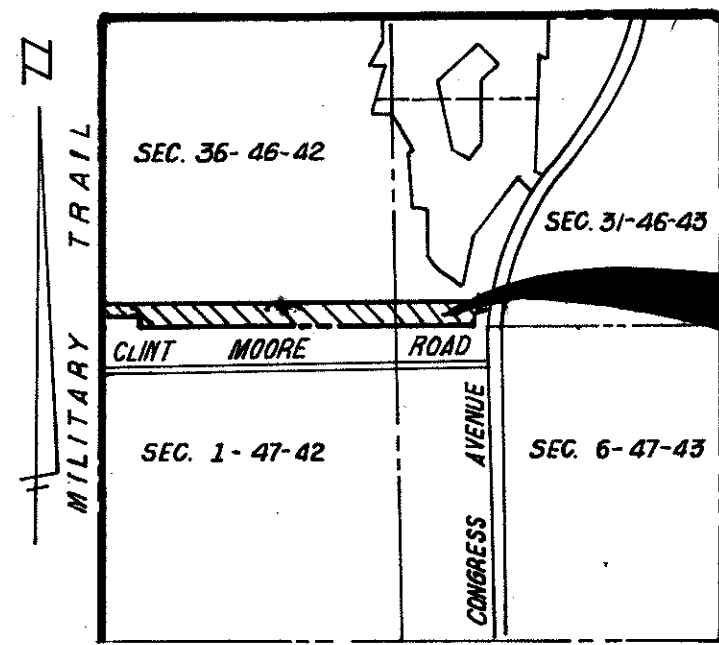 N
SEC. 36-46-42
SEC. 31-46-43
MILITARY TRAIL
CLINT MOORE ROAD
SEC. 1-47-42
CONGRESS AVENUE
SEC. 6-47-43